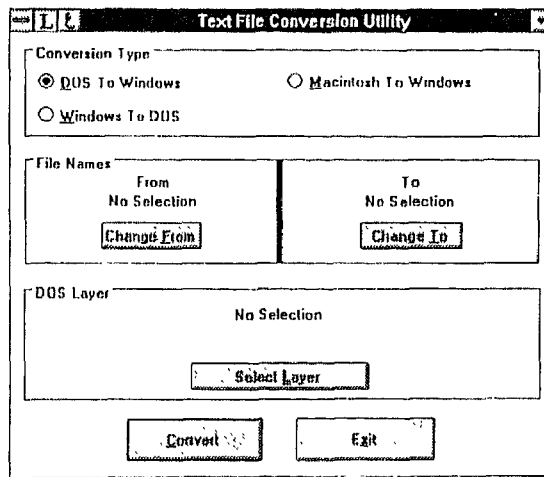 Text File Conversion Utility
Conversion Type
DOS To Windows
Macintosh To Windows
Windows To DOS
File Names
From
No Selection
Change From
To
No Selection
Change To
DOS Layer
No Selection
Select Layer
Convert
Exit